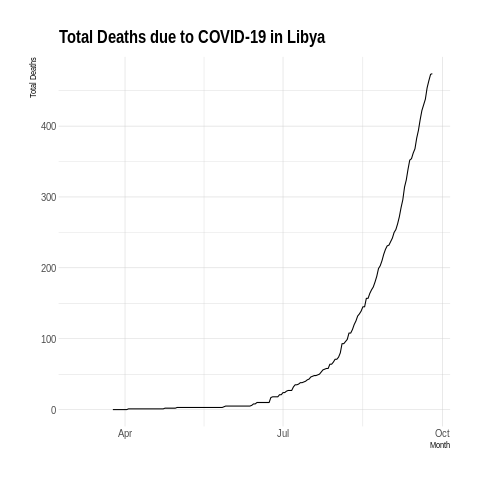 Total Deaths due to COVID-19 in Libya
Total Deaths
400
300
200
100
0
Apr Jul Oct
Month